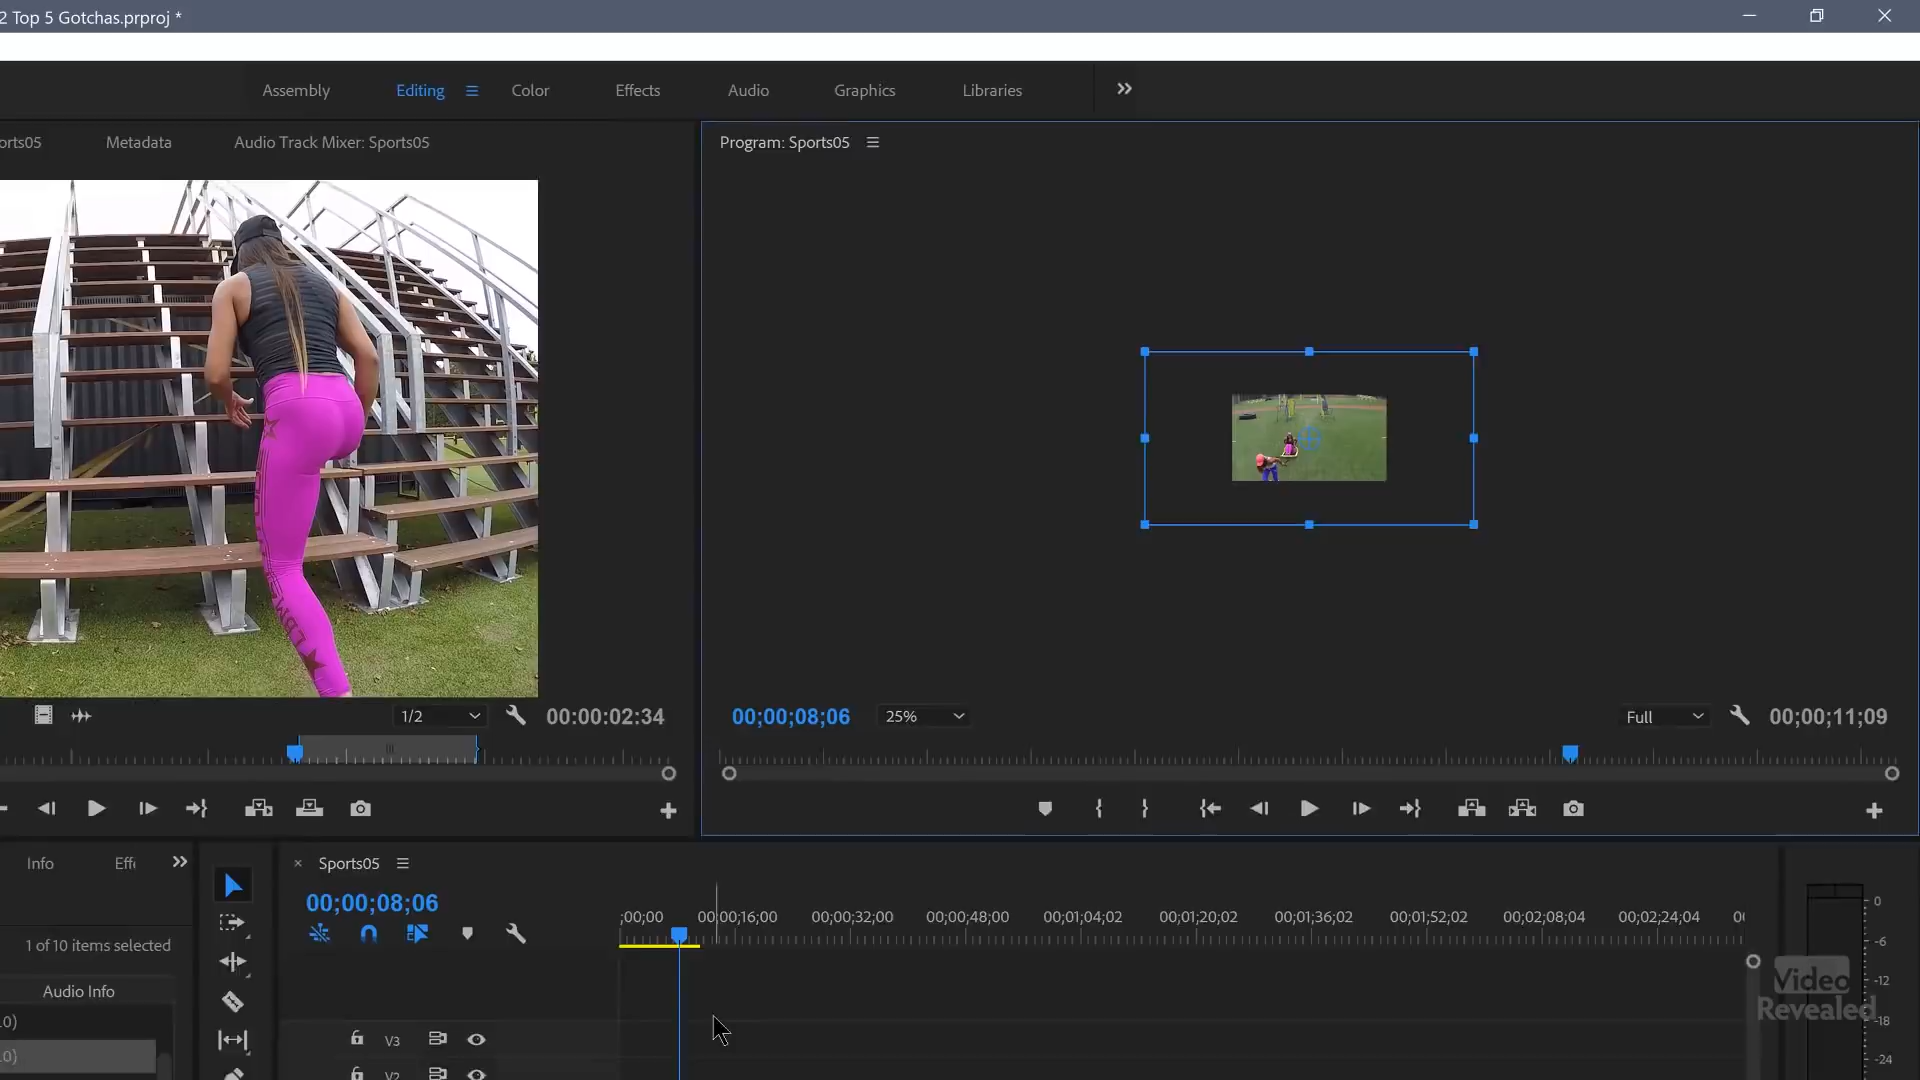 2 Top 5 Gotchas.prproj *
Assembly Editing Color Effects Audio Graphics Libraries
orts05 Metadata Audio Track Mixer: Sports05
Program: Sports05
1/2 00:00:02:34
00;00;08;06 25% Full 00;00;11;09
Info Effe
Sports05
00;00;08;06
;00;00 00;00;16;00 00;00;32;00 00;00;48;00 00;01;04;02 00;01;20;02 00;01;36;02 00;01;52;02 00;02;08;04 00;02;24;04 00
0
-6
-12
-18
-24
1 of 10 items selected
Audio Info
.0)
.0)
V3
V2
Video
Revealed